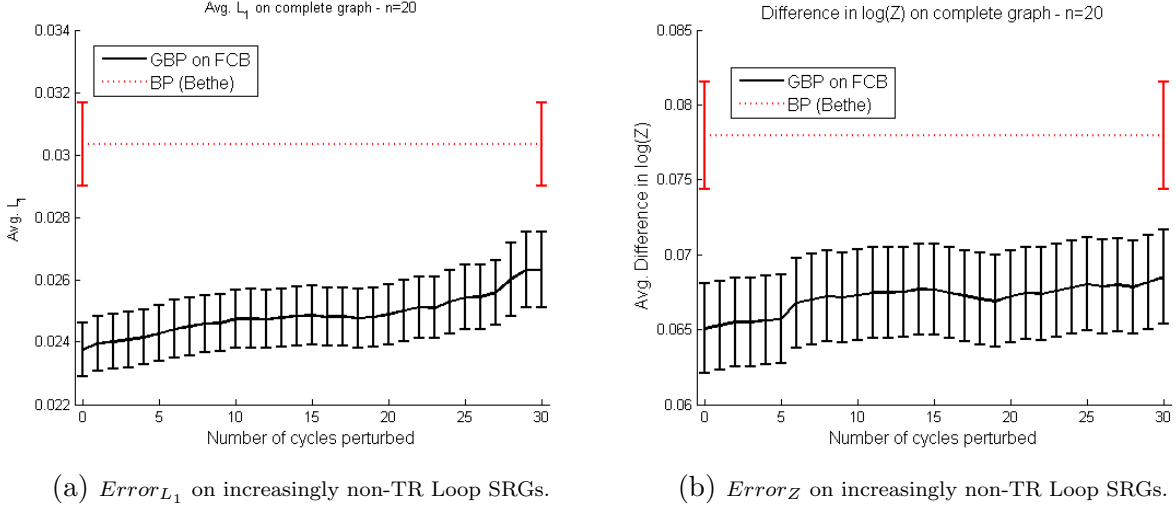 Avg. L1 on complete graph - n=20
0.034
0.032
0.03
0.028
0.026
0.024
0.022
Avg. L1
GBP on FCB
BP (Bethe)
0 5 10 15 20 25 30
Number of cycles perturbed
(a) Error_{L_1} on increasingly non-TR Loop SRGs.
Difference in log(Z) on complete graph - n=20
0.085
0.08
0.075
0.07
0.065
0.06
Avg. Difference in log(Z)
GBP on FCB
BP (Bethe)
0 5 10 15 20 25 30
Number of cycles perturbed
(b) Error_Z on increasingly non-TR Loop SRGs.